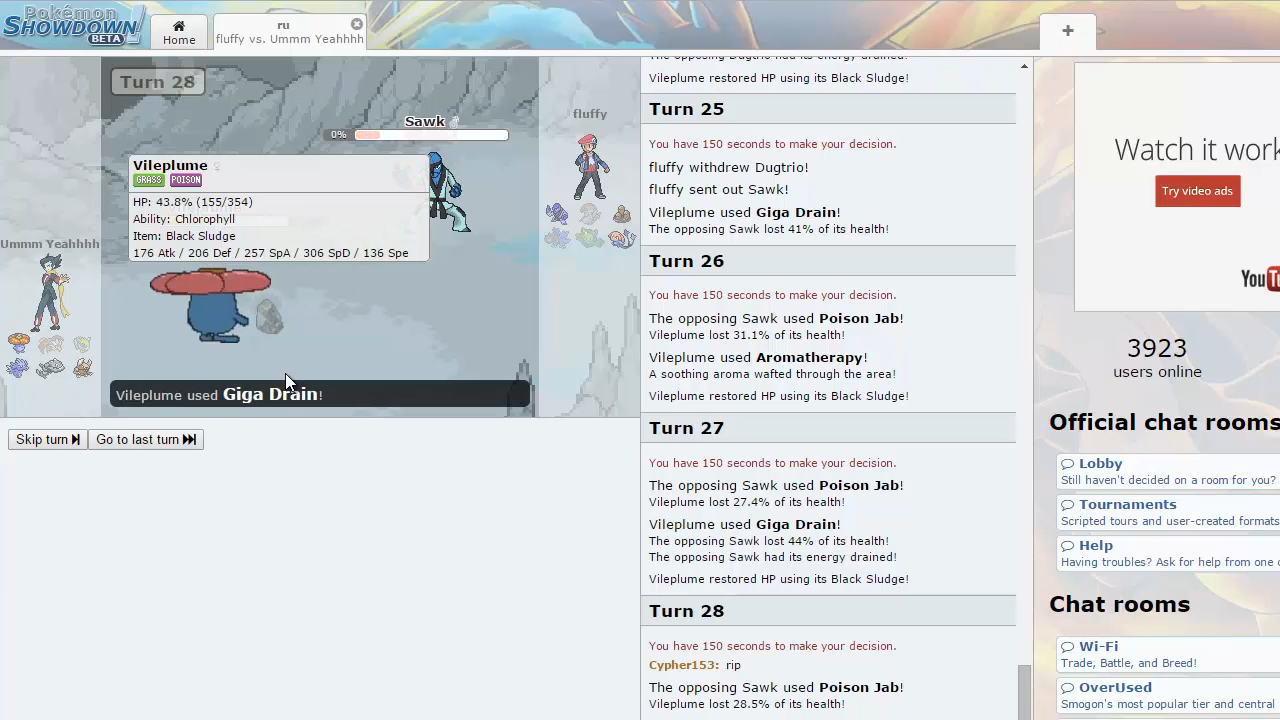 Pokémon
SHOWDOWN!
BETA
Home
ru
fluffy vs. Ummm Yeahhhh
+
Turn 28
Sawk
0%
fluffy
Vileplume
GRASS POISON
HP: 43.8% (155/354)
Ability: Chlorophyll
Item: Black Sludge
176 Atk / 206 Def / 257 SpA / 306 SpD / 136 Spe
Ummm Yeahhhh
Vileplume used Giga Drain!
Skip turn
Go to last turn
Vileplume restored HP using its Black Sludge!
Turn 25
You have 150 seconds to make your decision.
fluffy withdrew Dugtrio!
fluffy sent out Sawk!
Vileplume used Giga Drain!
The opposing Sawk lost 41% of its health!
Turn 26
You have 150 seconds to make your decision.
The opposing Sawk used Poison Jab!
Vileplume lost 31.1% of its health!
Vileplume used Aromatherapy!
A soothing aroma wafted through the area!
Vileplume restored HP using its Black Sludge!
Turn 27
You have 150 seconds to make your decision.
The opposing Sawk used Poison Jab!
Vileplume lost 27.4% of its health!
Vileplume used Giga Drain!
The opposing Sawk lost 44% of its health!
The opposing Sawk had its energy drained!
Vileplume restored HP using its Black Sludge!
Turn 28
You have 150 seconds to make your decision.
Cypher153: rip
The opposing Sawk used Poison Jab!
Vileplume lost 28.5% of its health!
Watch it work
Try video ads
YouT
3923
users online
Official chat rooms
Lobby
Still haven't decided on a room for you?
Tournaments
Scripted tours and user-created formats
Help
Having troubles? Ask for help from one o
Chat rooms
Wi-Fi
Trade, Battle, and Breed!
OverUsed
Smogon's most popular tier and central